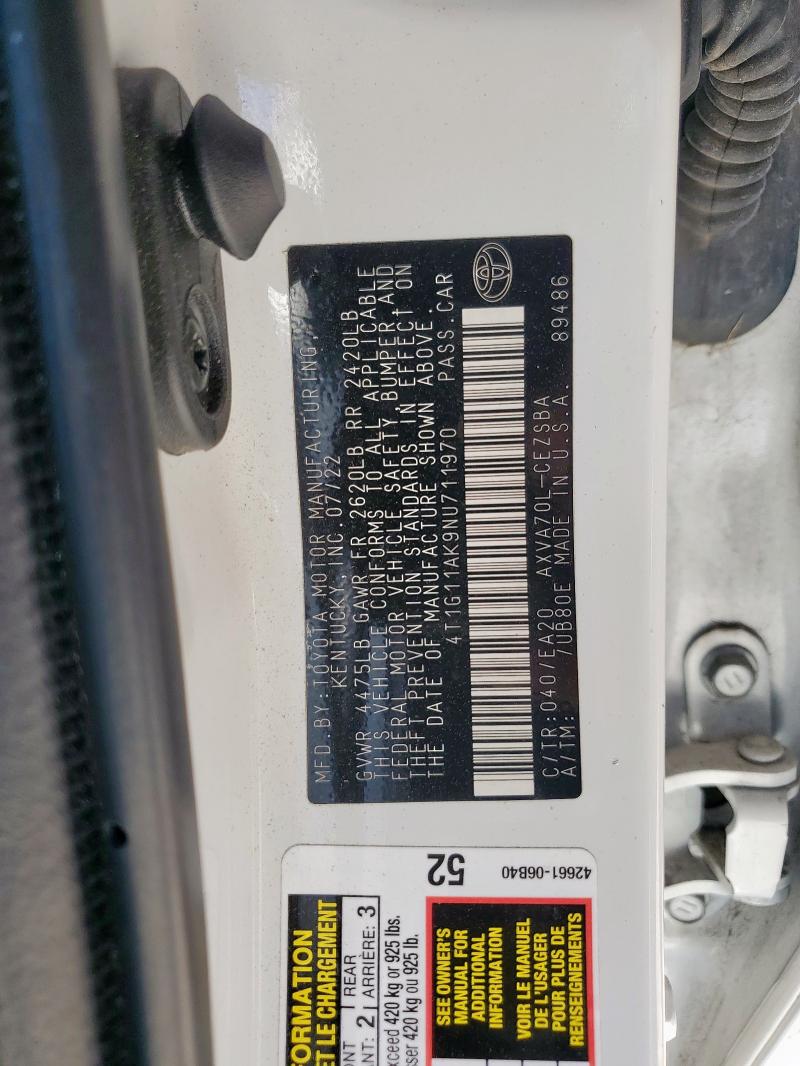 MFD. BY: TOYOTA MOTOR MANUFACTURING,
KENTUCKY, INC. 07/22
GVWR 4475LB GAWR FR 2620LB RR 2420LB
THIS VEHICLE CONFORMS TO ALL APPLICABLE
FEDERAL MOTOR VEHICLE SAFETY, BUMPER AND
THEFT PREVENTION STANDARDS IN EFFECT ON
THE DATE OF MANUFACTURE SHOWN ABOVE.
4T1G11AK9NU711970 PASS. CAR
C/TR: 040/EA20 AXVA70L-CEZSBA
A/TM: /UB80E MADE IN U.S.A. 89486
52
42661-06B40
ORMATION
ET LE CHARGEMENT
ONT
ANT: 2
REAR
ARRIÈRE: 3
xceed 420 kg or 925 lbs.
sser 420 kg ou 925 lb.
SEE OWNER'S
MANUAL FOR
ADDITIONAL
INFORMATION
VOIR LE MANUEL
DE L'USAGER
POUR PLUS DE
RENSEIGNEMENTS